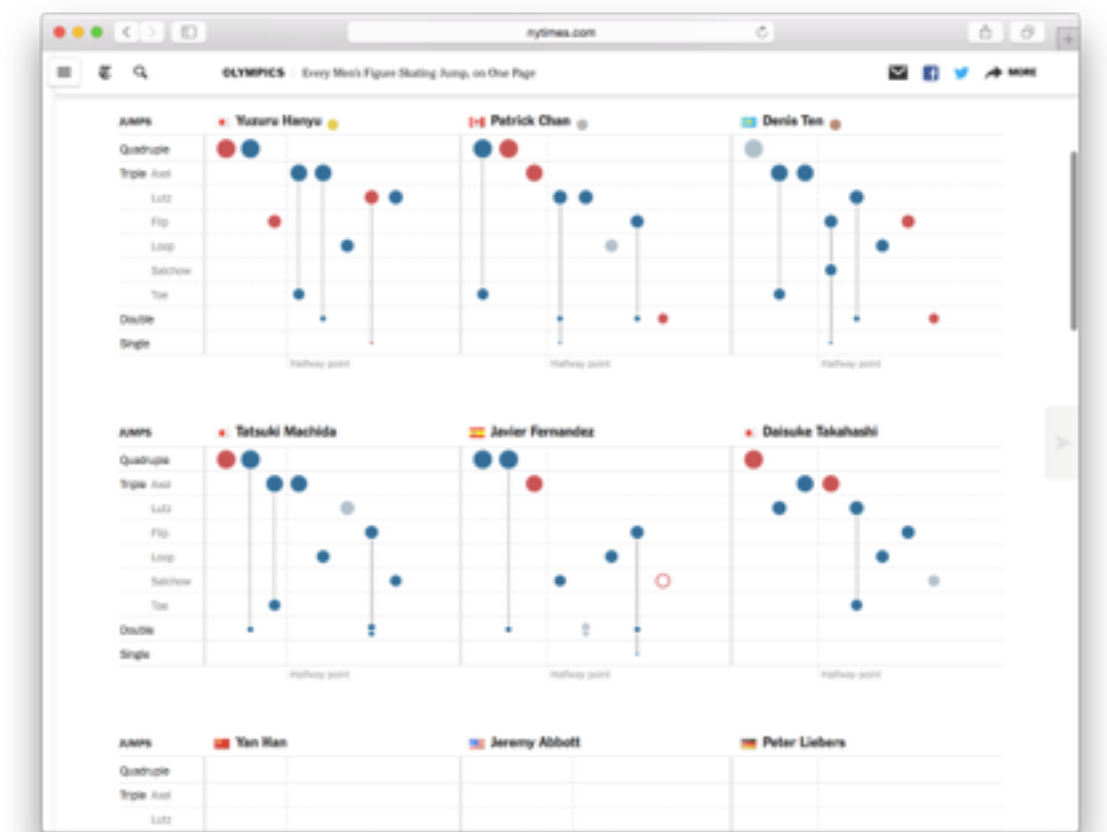 nytimes.com
OLYMPICS Every Men's Figure Skating Jump, on One Page MORE
JUMPS Yuzuru Hanyu Patrick Chan Denis Ten
Quadruple
Triple Axel
Lutz
Flip
Loop
Salchow
Toe
Double
Single
Halfway point Halfway point Halfway point
JUMPS Tatsuki Machida Javier Fernandez Daisuke Takahashi
Quadruple
Triple Axel
Lutz
Flip
Loop
Salchow
Toe
Double
Single
Halfway point Halfway point Halfway point
JUMPS Yan Han Jeremy Abbott Peter Liebers
Quadruple
Triple Axel
Lutz